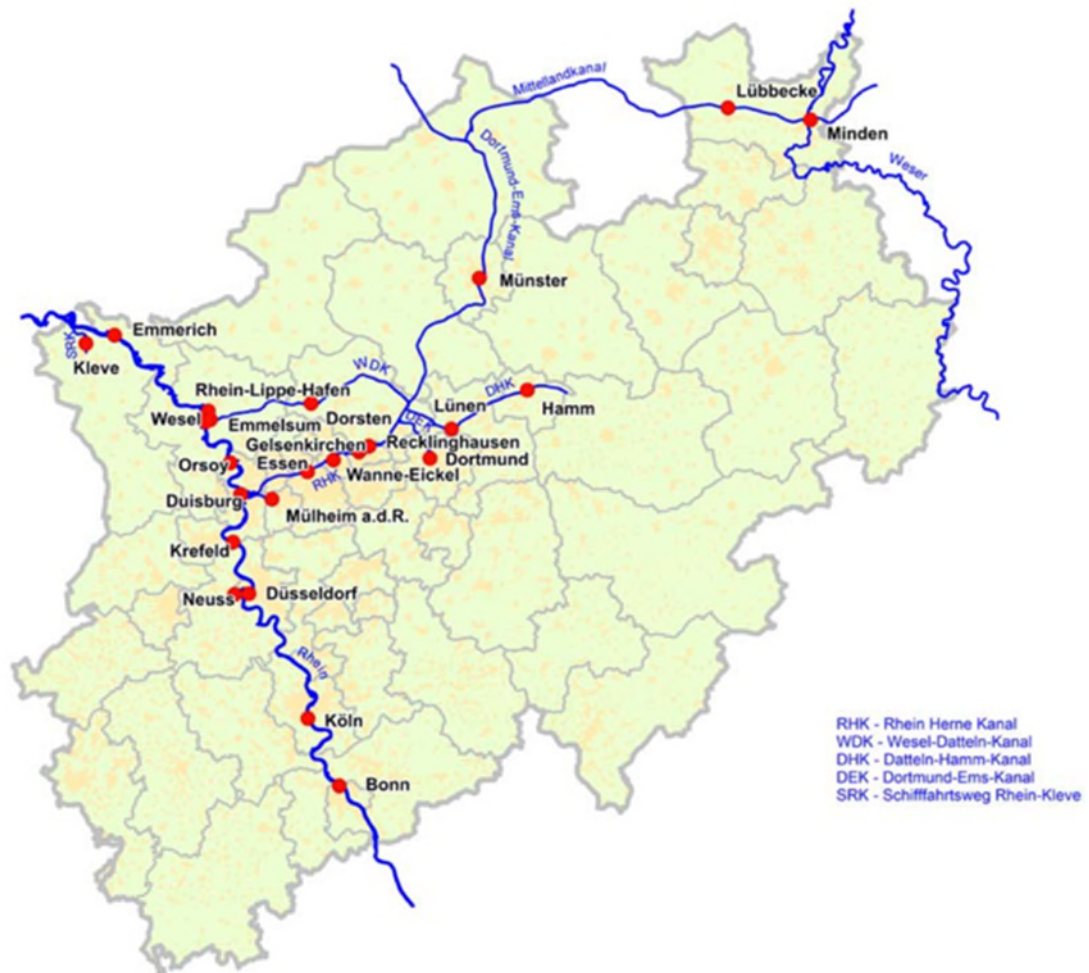 Mittellandkanal
Lübbecke
Minden
Weser
Dortmund-Ems-Kanal
Münster
Emmerich
SRK
Kleve
WDK
Rhein-Lippe-Hafen
DHK
Wesel
Emmelsum
Dorsten
Lünen
Hamm
DEK
Gelsenkirchen
Recklinghausen
Orsoy
Essen
Dortmund
RHK
Wanne-Eickel
Duisburg
Mülheim a.d.R.
Krefeld
Neuss
Düsseldorf
Rhein
Köln
Bonn
RHK - Rhein Herne Kanal
WDK - Wesel-Datteln-Kanal
DHK - Datteln-Hamm-Kanal
DEK - Dortmund-Ems-Kanal
SRK - Schifffahrtsweg Rhein-Kleve